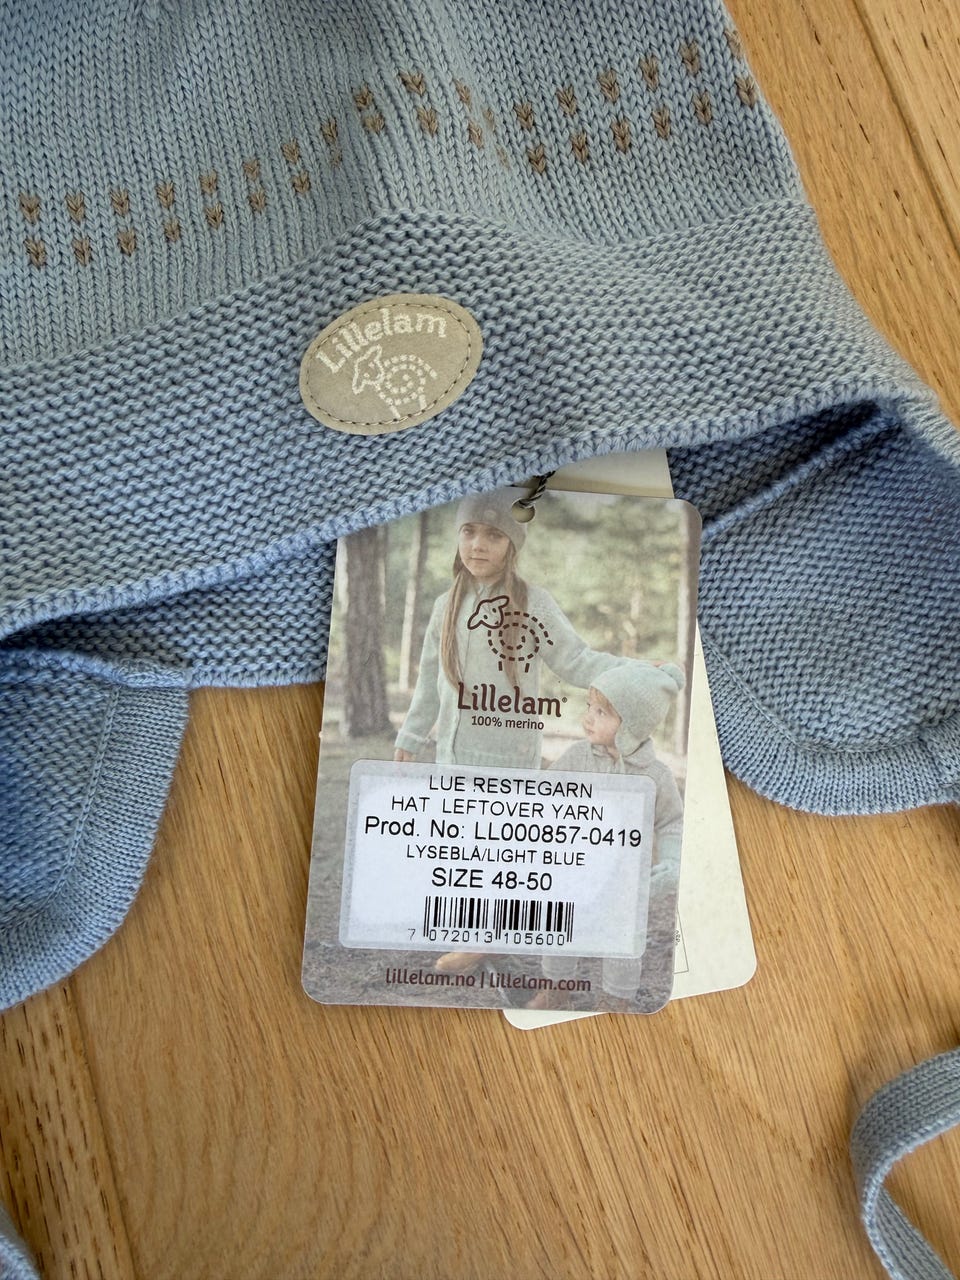 Lillelam
Lillelam®
100% merino
LUE RESTEGARN
HAT LEFTOVER YARN
Prod. No: LL000857-0419
LYSEBLÅ/LIGHT BLUE
SIZE 48-50
7 072013 105600
lillelam.no | lillelam.com